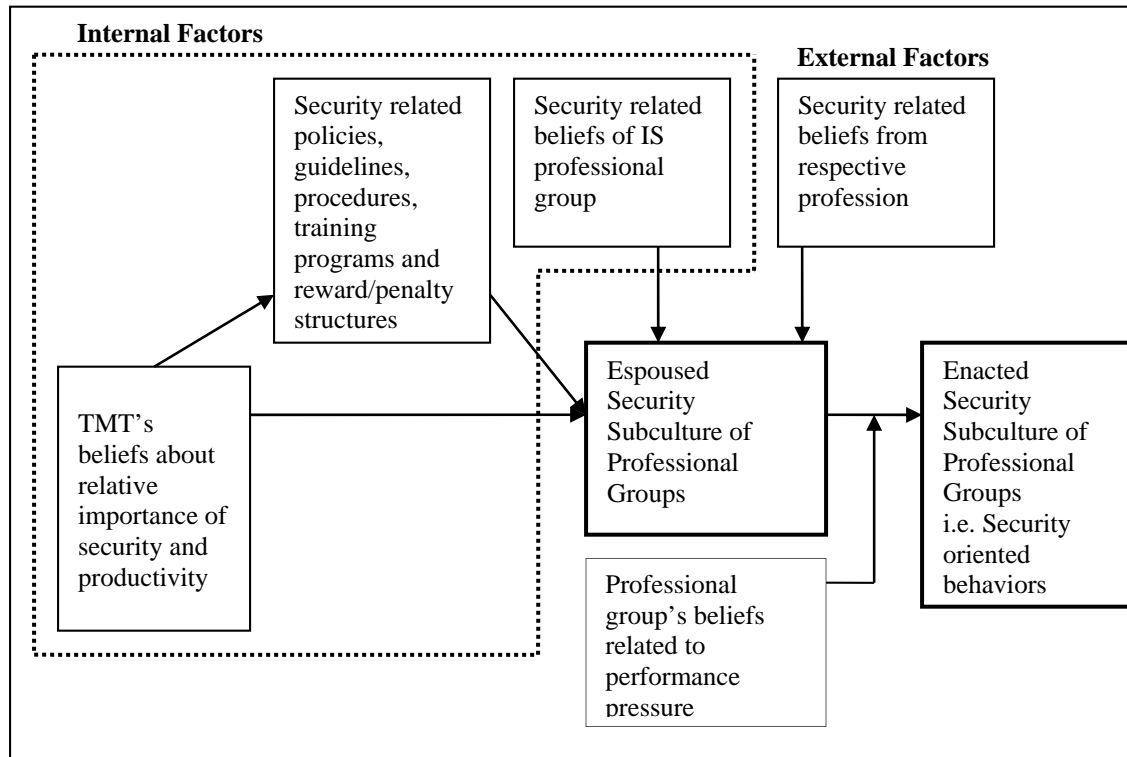 Internal Factors
External Factors
Security related
policies,
guidelines,
procedures,
training
programs and
reward/penalty
structures
Security related
beliefs of IS
professional
group
Security related
beliefs from
respective
profession
TMT's
beliefs about
relative
importance of
security and
productivity
Espoused
Security
Subculture of
Professional
Groups
Enacted
Security
Subculture of
Professional
Groups
i.e. Security
oriented
behaviors
Professional
group's beliefs
related to
performance
pressure